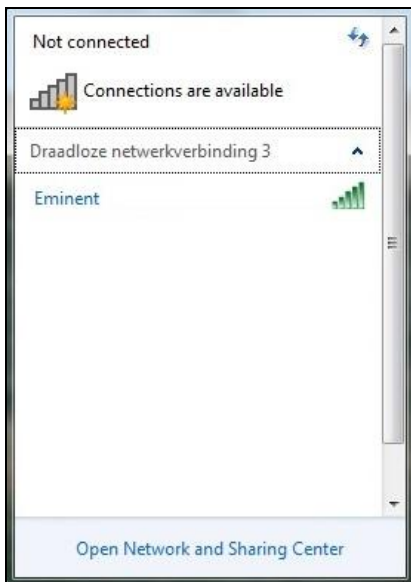 Not connected
Connections are available
Draadloze netwerkverbinding 3
Eminent
Open Network and Sharing Center